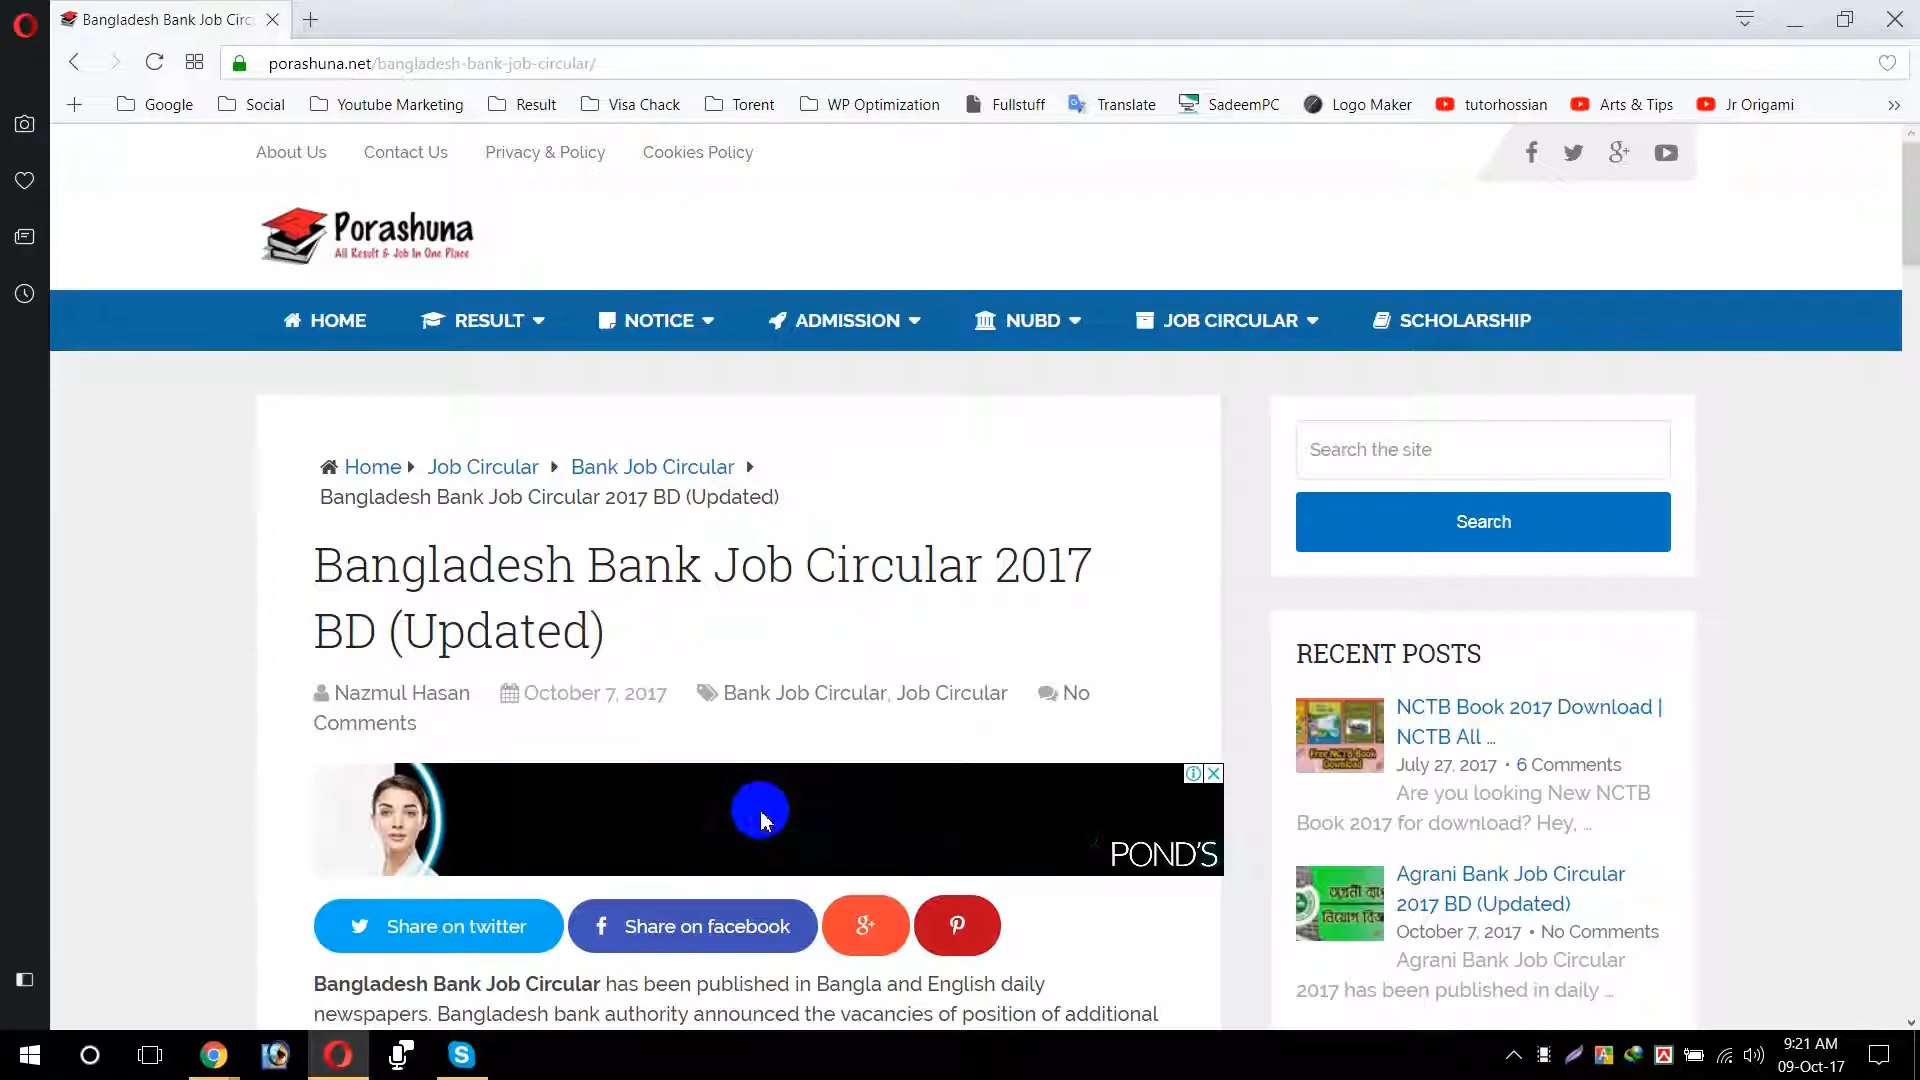 Bangladesh Bank Job Circ
porashuna.net/bangladesh-bank-job-circular/
Google Social Youtube Marketing Result Visa Chack Torent WP Optimization Fullstuff Translate SadeemPC Logo Maker tutorhossian Arts & Tips Jr Origami
About Us Contact Us Privacy & Policy Cookies Policy
Porashuna
All Result & Job In One Place
HOME RESULT NOTICE ADMISSION NUBD JOB CIRCULAR SCHOLARSHIP
Home Job Circular Bank Job Circular
Bangladesh Bank Job Circular 2017 BD (Updated)
Bangladesh Bank Job Circular 2017
BD (Updated)
Nazmul Hasan October 7, 2017 Bank Job Circular, Job Circular No
Comments
POND'S
Share on twitter Share on facebook
Bangladesh Bank Job Circular has been published in Bangla and English daily
newspapers. Bangladesh bank authority announced the vacancies of position of additional
Search the site
Search
RECENT POSTS
NCTB Book 2017 Download |
NCTB All ...
July 27, 2017 • 6 Comments
Are you looking New NCTB
Book 2017 for download? Hey, ...
Agrani Bank Job Circular
2017 BD (Updated)
October 7, 2017 • No Comments
Agrani Bank Job Circular
2017 has been published in daily ...
9:21 AM
09-Oct-17